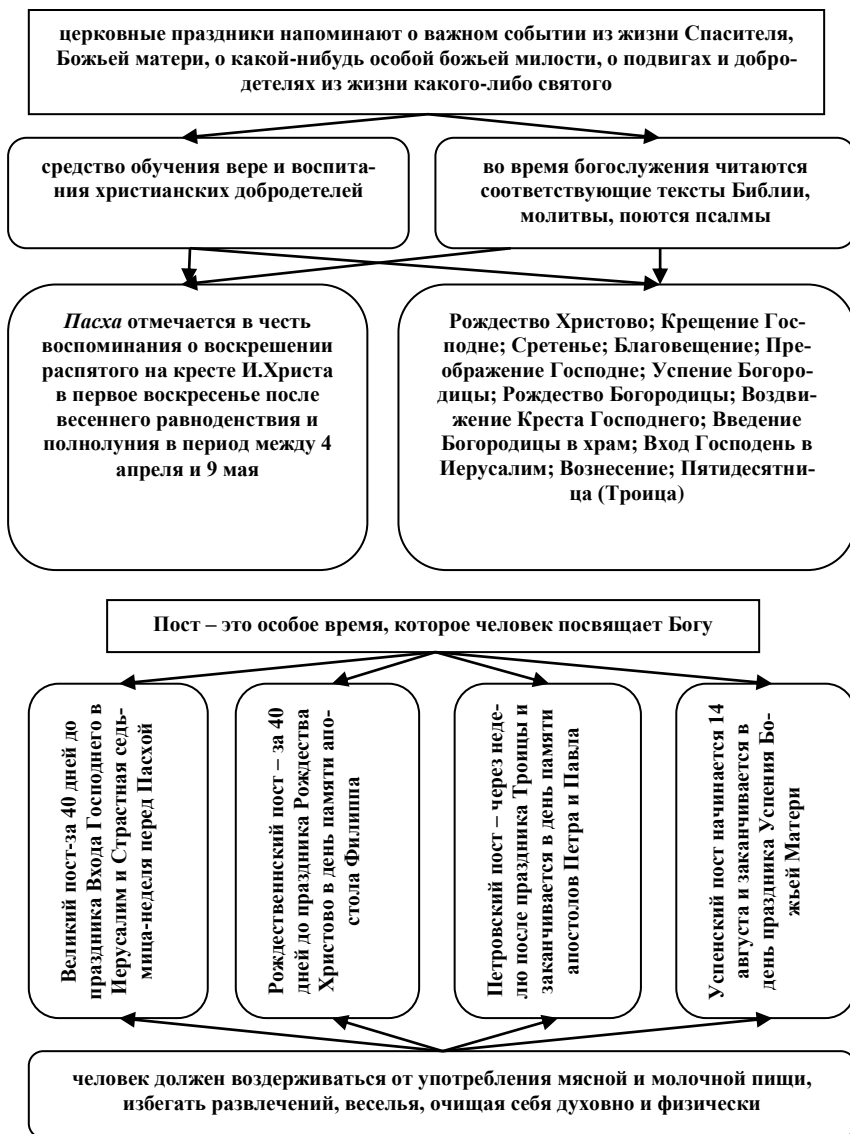 церковные праздники напоминают о важном событии из жизни Спасителя,
Божьей матери, о какой-нибудь особой божьей милости, о подвигах и добро-
детелях из жизни какого-либо святого
средство обучения вере и воспита-
ния христианских добродетелей
во время богослужения читаются
соответствующие тексты Библии,
молитвы, поются псалмы
Пасха отмечается в честь
воспоминания о воскрешении
распятого на кресте И.Христа
в первое воскресенье после
весеннего равноденствия и
полнолуния в период между 4
апреля и 9 мая
Рождество Христово; Крещение Гос-
подне; Сретенье; Благовещение; Пре-
ображение Господне; Успение Богоро-
дицы; Рождество Богородицы; Воздви-
жение Креста Господнего; Введение
Богородицы в храм; Вход Господень в
Иерусалим; Вознесение; Пятидесятни-
ца (Троица)
Пост – это особое время, которое человек посвящает Богу
Великий пост-за 40 дней до
праздника Входа Господнего в
Иерусалим и Страстная седь-
мица-неделя перед Пасхой
Рождественнский пост – за 40
дней до праздника Рождества
Христово в день памяти апо-
стола Филиппа
Петровский пост – через неде-
лю после праздника Троицы и
заканчивается в день памяти
апостолов Петра и Павла
Успенский пост начинается 14
августа и заканчивается в
день праздника Успения Бо-
жьей Матери
человек должен воздерживаться от употребления мясной и молочной пищи,
избегать развлечений, веселья, очищая себя духовно и физически